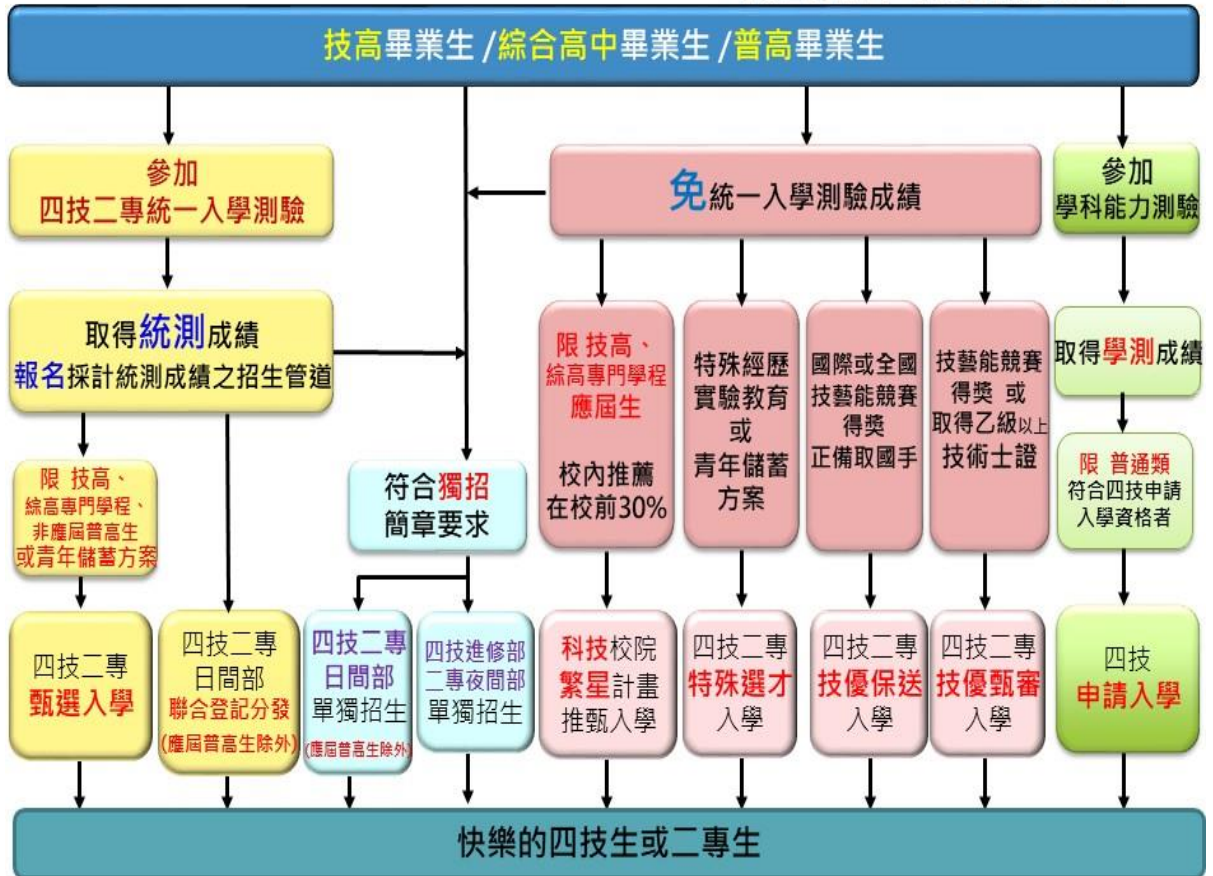 技高畢業生 /綜合高中畢業生 /普高畢業生
參加
四技二專統一入學測驗
免統一入學測驗成績
參加
學科能力測驗
取得統測成績
報名採計統測成績之招生管道
限 技高、
綜高專門學程
應屆生
校內推薦
在校前30%
特殊經歷
實驗教育
或
青年儲蓄
方案
國際或全國
技藝能競賽
得獎
正備取國手
技藝能競賽
得獎 或
取得乙級以上
技術士證
取得學測成績
限 技高、
綜高專門學程、
非應屆普高生
或青年儲蓄方案
符合獨招
簡章要求
限 普通類
符合四技申請
入學資格者
四技二專
甄選入學
四技二專
日間部
聯合登記分發
(應屆普高生除外)
四技二專
日間部
單獨招生
(應屆普高生除外)
四技進修部
二專夜間部
單獨招生
科技校院
繁星計畫
推甄入學
四技二專
特殊選才
入學
四技二專
技優保送
入學
四技二專
技優甄審
入學
四技
申請入學
快樂的四技生或二專生